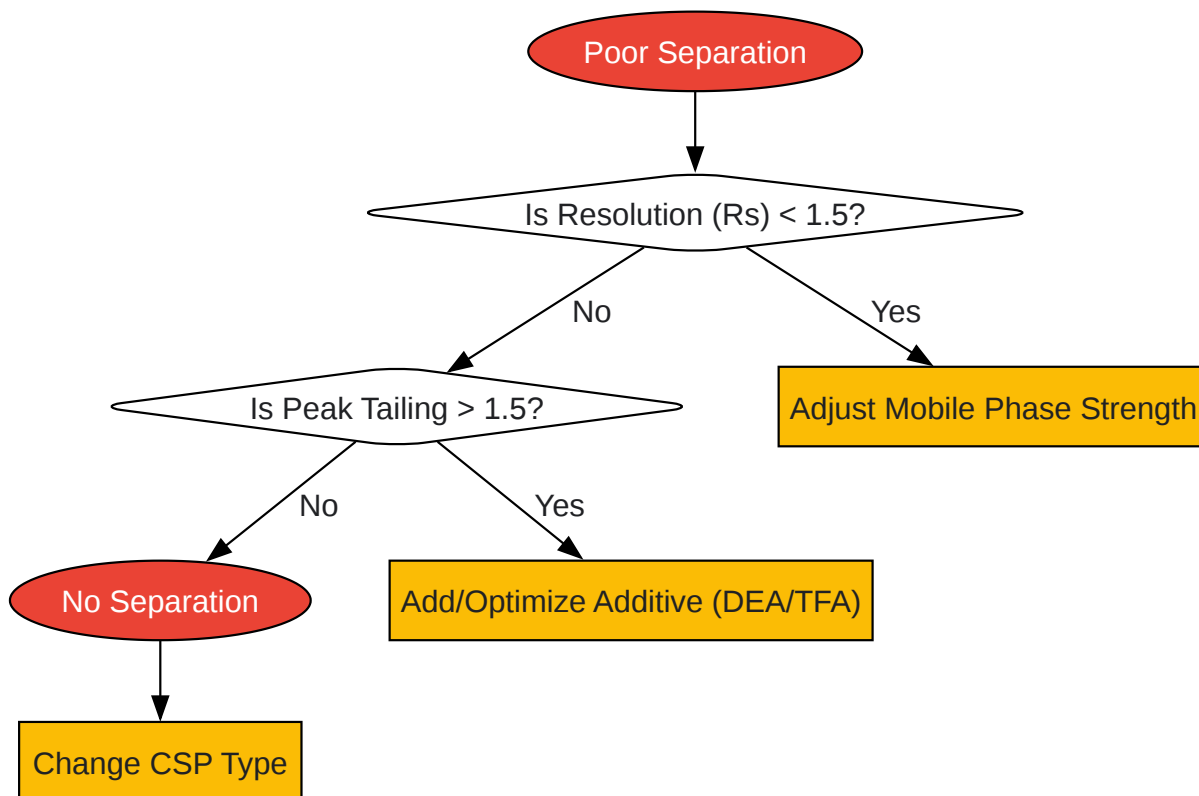 Poor Separation
Is Resolution (Rs) < 1.5?
No
Yes
Is Peak Tailing > 1.5?
Adjust Mobile Phase Strength
No
Yes
No Separation
Add/Optimize Additive (DEA/TFA)
Change CSP Type